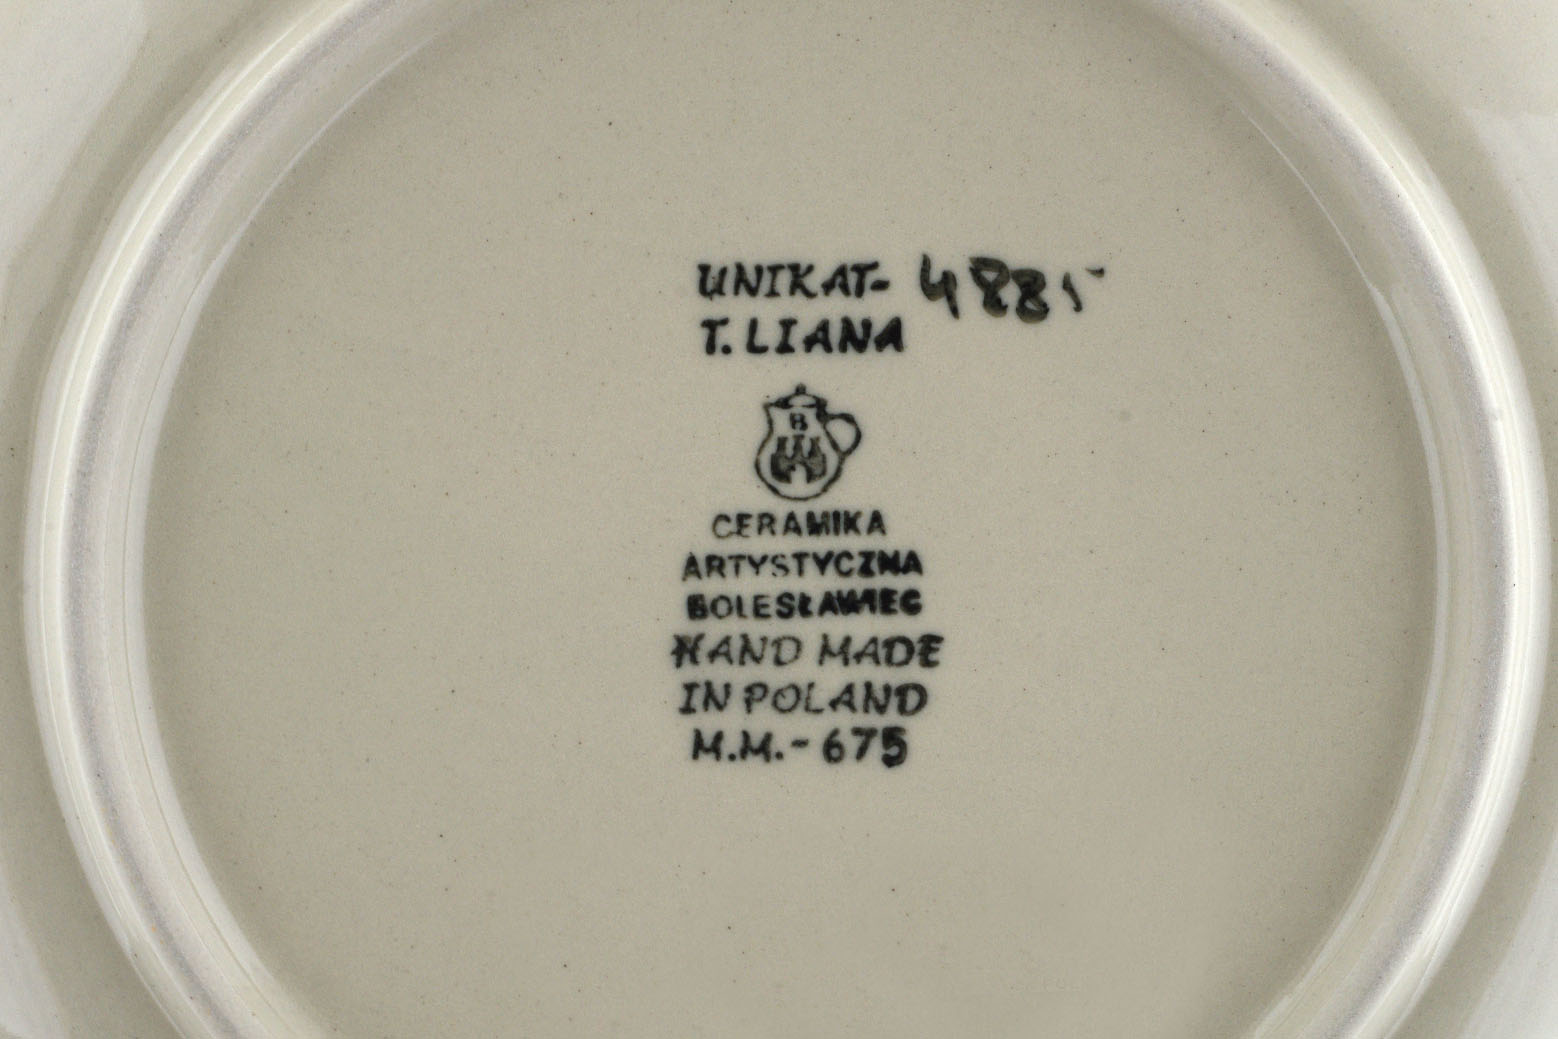 UNIKAT- 4885
T. LIANA
B
CERAMIKA
ARTYSTYCZNA
BOLESŁAWIEC
HAND MADE
IN POLAND
M.M.-675